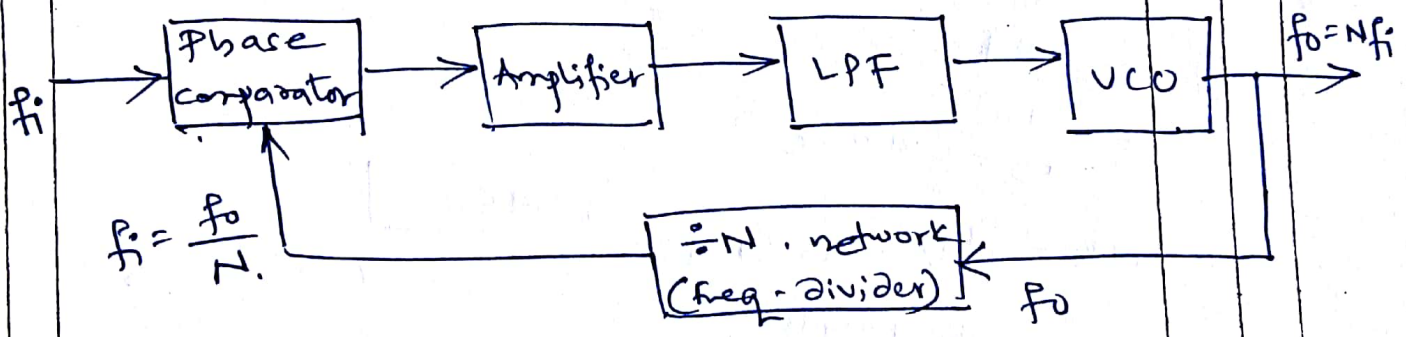 fi
Phase
comparator
Amplifier
LPF
VCO
fo=Nfi
fi = fo/N.
÷N. network
(freq-divider)
fo